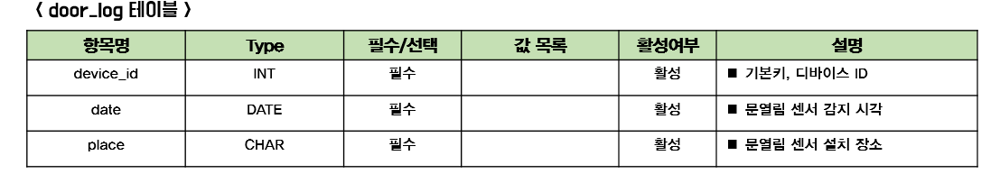 < door_log 테이블 >
항목명 Type 필수/선택 값 목록 활성여부 설명
device_id INT 필수 활성 ■ 기본키, 디바이스 ID
date DATE 필수 활성 ■ 문열림 센서 감지 시각
place CHAR 필수 활성 ■ 문열림 센서 설치 장소